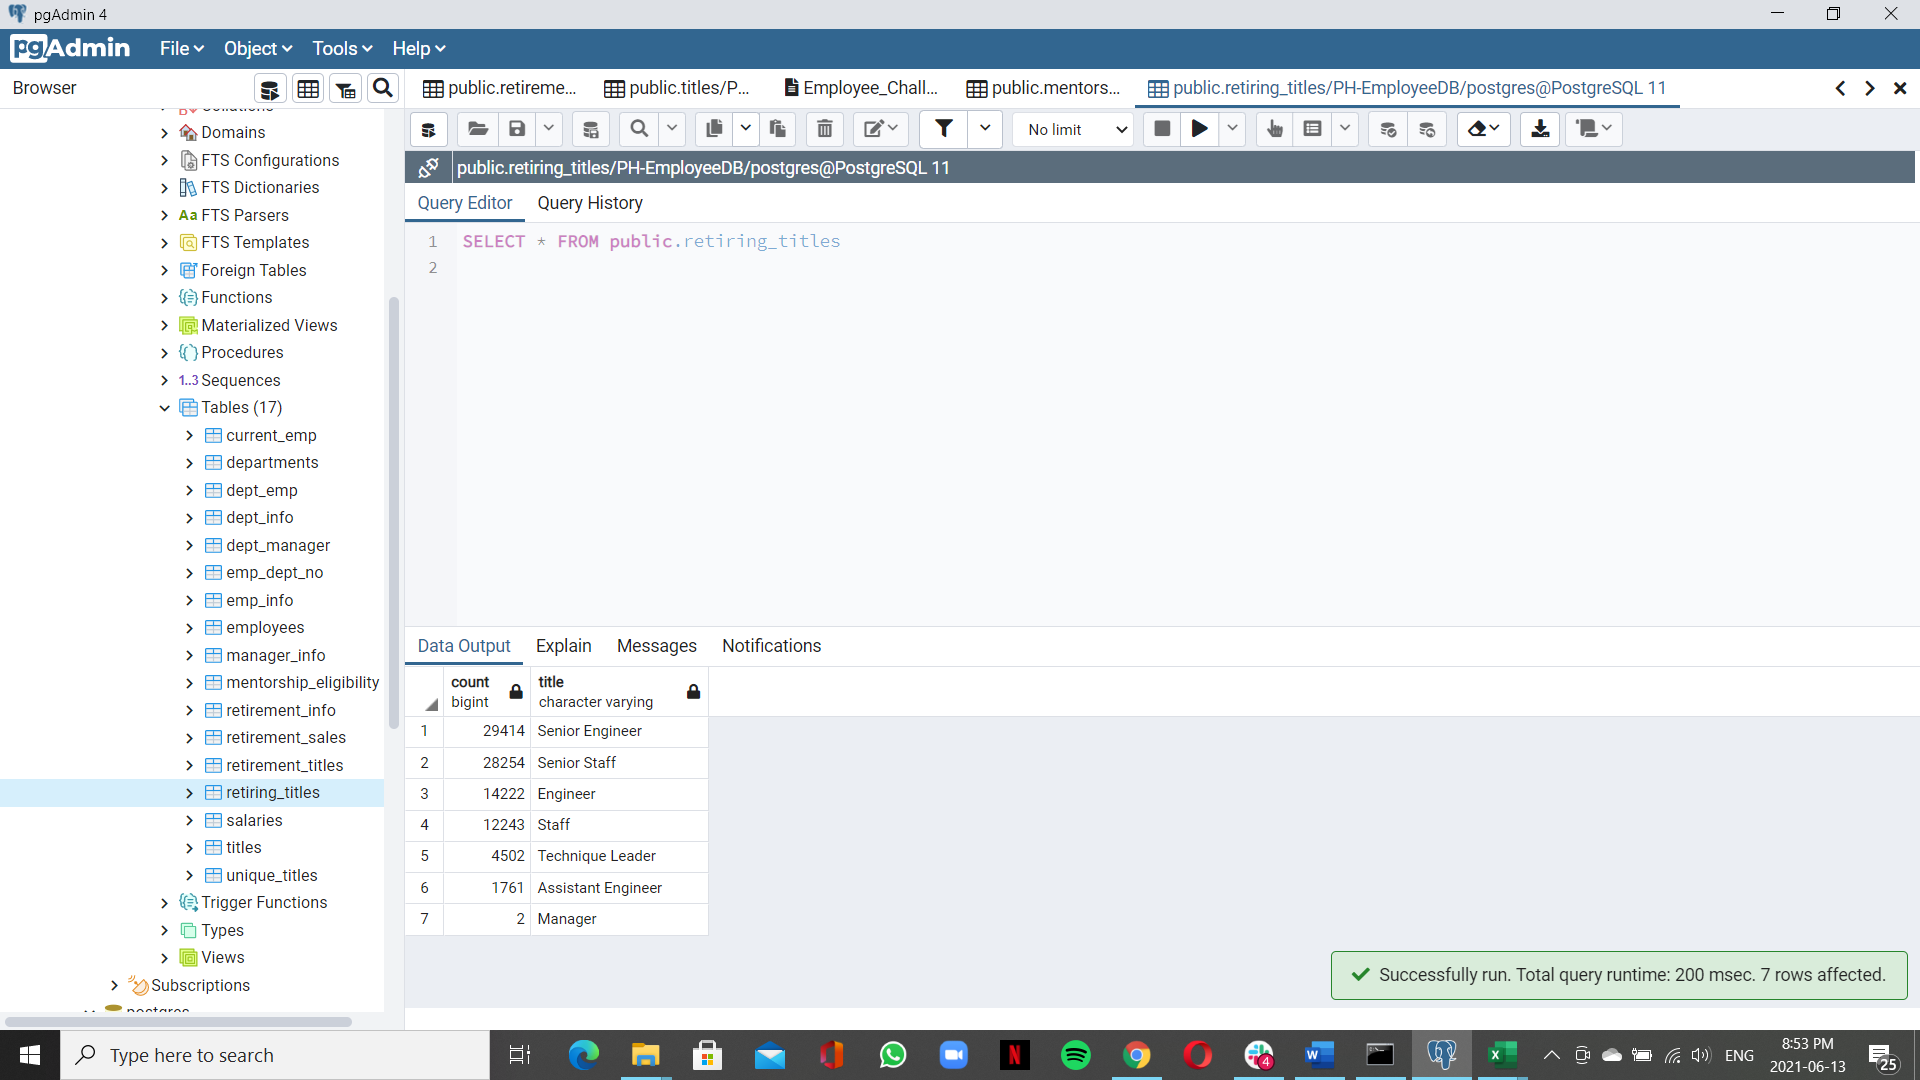 pgAdmin 4
pgAdmin File Object Tools Help
Browser
public.retireme... public.titles/P... Employee_Chall... public.mentors... public.retiring_titles/PH-EmployeeDB/postgres@PostgreSQL 11
No limit
public.retiring_titles/PH-EmployeeDB/postgres@PostgreSQL 11
Query Editor Query History
1 SELECT * FROM public.retiring_titles
2
Domains
FTS Configurations
FTS Dictionaries
Aa FTS Parsers
FTS Templates
Foreign Tables
Functions
Materialized Views
Procedures
1..3 Sequences
Tables (17)
current_emp
departments
dept_emp
dept_info
dept_manager
emp_dept_no
emp_info
employees
manager_info
mentorship_eligibility
retirement_info
retirement_sales
retirement_titles
retiring_titles
salaries
titles
unique_titles
Trigger Functions
Types
Views
Subscriptions
postgres
Data Output Explain Messages Notifications
count title
bigint character varying
1 29414 Senior Engineer
2 28254 Senior Staff
3 14222 Engineer
4 12243 Staff
5 4502 Technique Leader
6 1761 Assistant Engineer
7 2 Manager
Successfully run. Total query runtime: 200 msec. 7 rows affected.
Type here to search
4
ENG
8:53 PM
2021-06-13
25